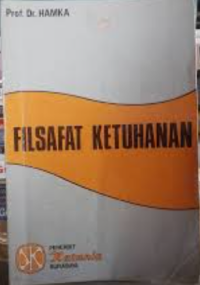 Prof. Dr. HAMKA
FILSAFAT KETUHANAN
PENERBIT
Karunia
SURABAYA